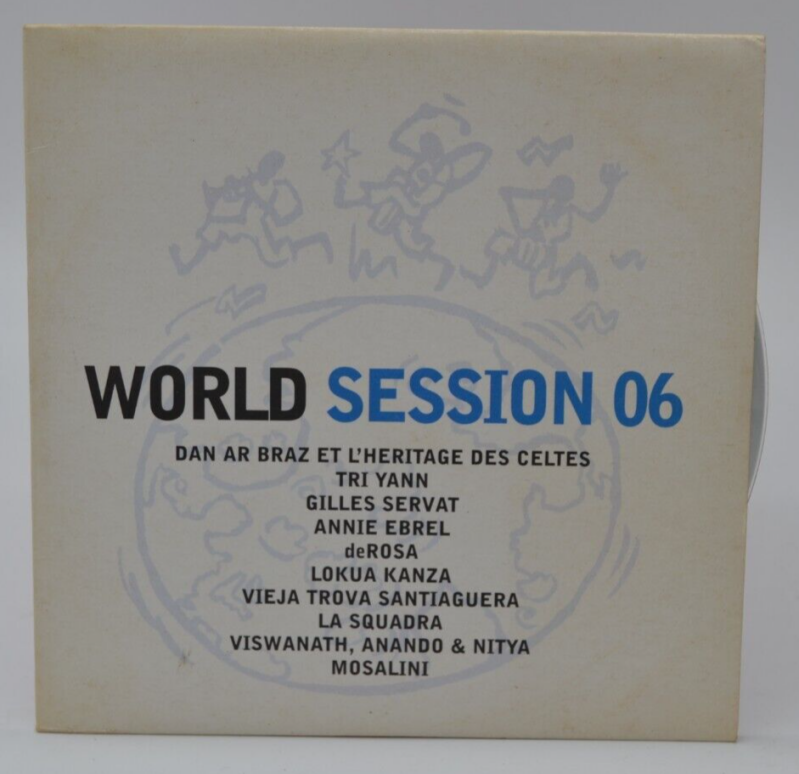 WORLD SESSION 06
DAN AR BRAZ ET L'HERITAGE DES CELTES
TRI YANN
GILLES SERVAT
ANNIE EBREL
deROSA
LOKUA KANZA
VIEJA TROVA SANTIAGUERA
LA SQUADRA
VISWANATH, ANANDO & NITYA
MOSALINI